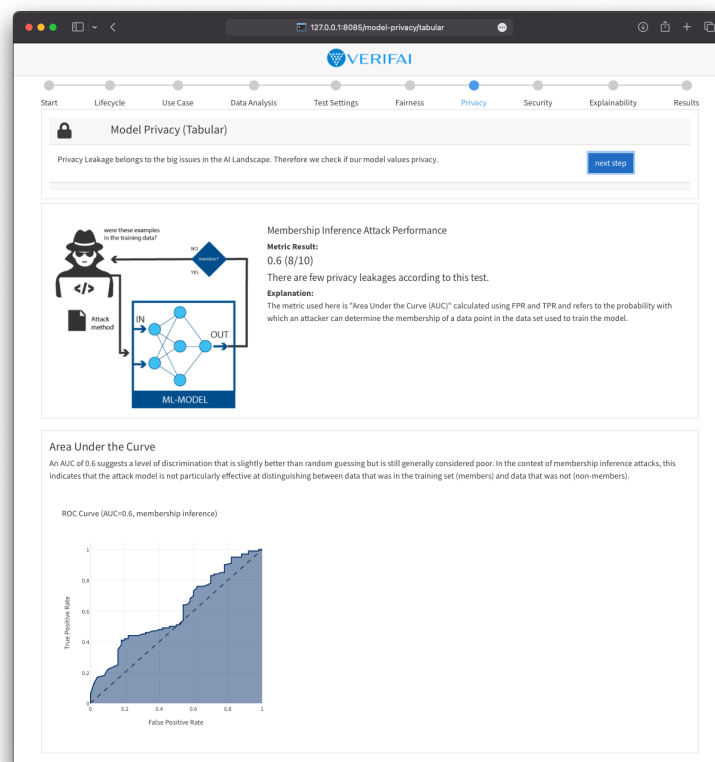 127.0.0.1:8085/model-privacy/tabular
VERIFAI
Start Lifecycle Use Case Data Analysis Test Settings Fairness Privacy Security Explainability Results
Model Privacy (Tabular)
Privacy Leakage belongs to the big issues in the AI Landscape. Therefore we check if our model values privacy.
next step
were these examples
in the training data?
NO
member?
YES
</>
Attack
method
IN
OUT
ML-MODEL
Membership Inference Attack Performance
Metric Result:
0.6 (8/10)
There are few privacy leakages according to this test.
Explanation:
The metric used here is "Area Under the Curve (AUC)" calculated using FPR and TPR and refers to the probability with
which an attacker can determine the membership of a data point in the data set used to train the model.
Area Under the Curve
An AUC of 0.6 suggests a level of discrimination that is slightly better than random guessing but is still generally considered poor. In the context of membership inference attacks, this
indicates that the attack model is not particularly effective at distinguishing between data that was in the training set (members) and data that was not (non-members).
ROC Curve (AUC=0.6, membership inference)
True Positive Rate
1
0.8
0.6
0.4
0.2
0
0 0.2 0.4 0.6 0.8 1
False Positive Rate